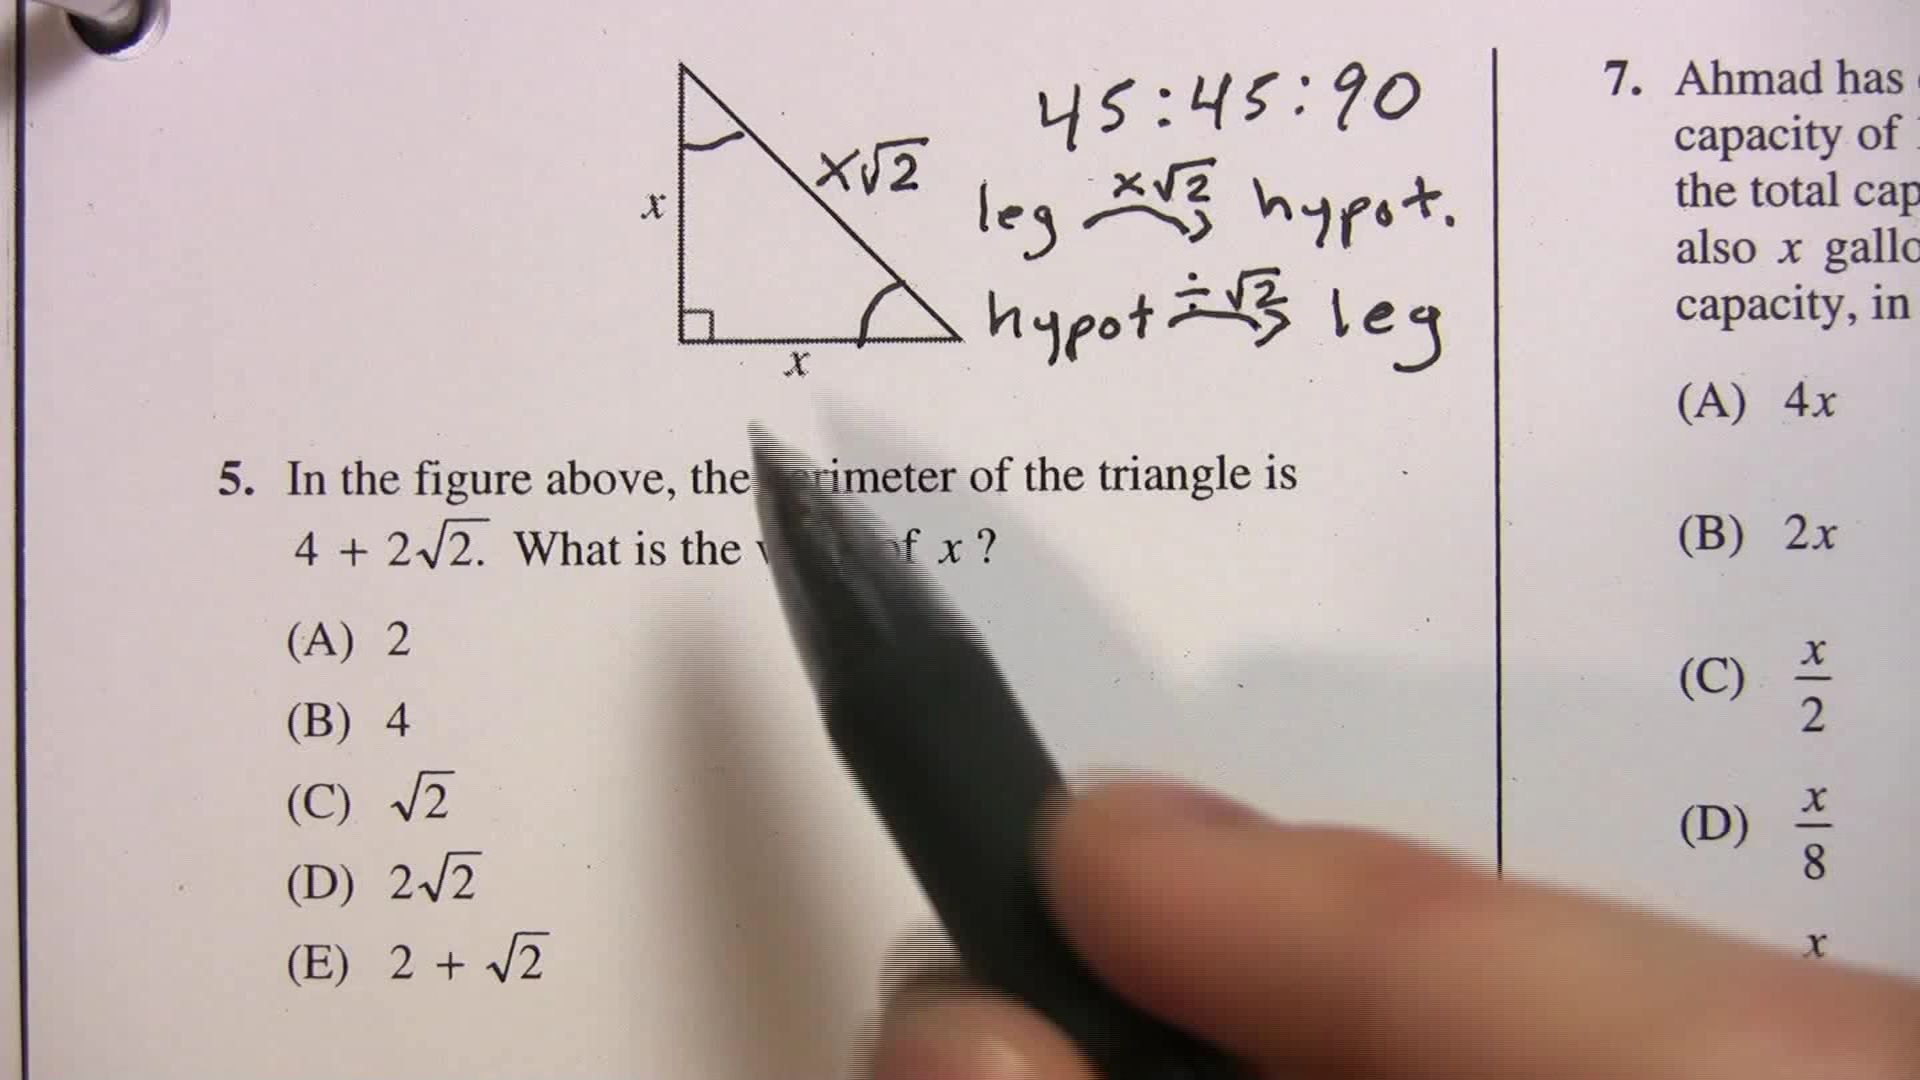 45:45:90
x
x√2
leg x√2 hypot.
hypot ÷√2 leg
x
5. In the figure above, the of the triangle is
4 + 2√2. What is the of x ?
(A) 2
(B) 4
(C) √2
(D) 2√2
(E) 2 + √2
7. Ahmad has
capacity of
the total cap
also x gallo
capacity, in
(A) 4x
(B) 2x
(C) x/2
(D) x/8
x